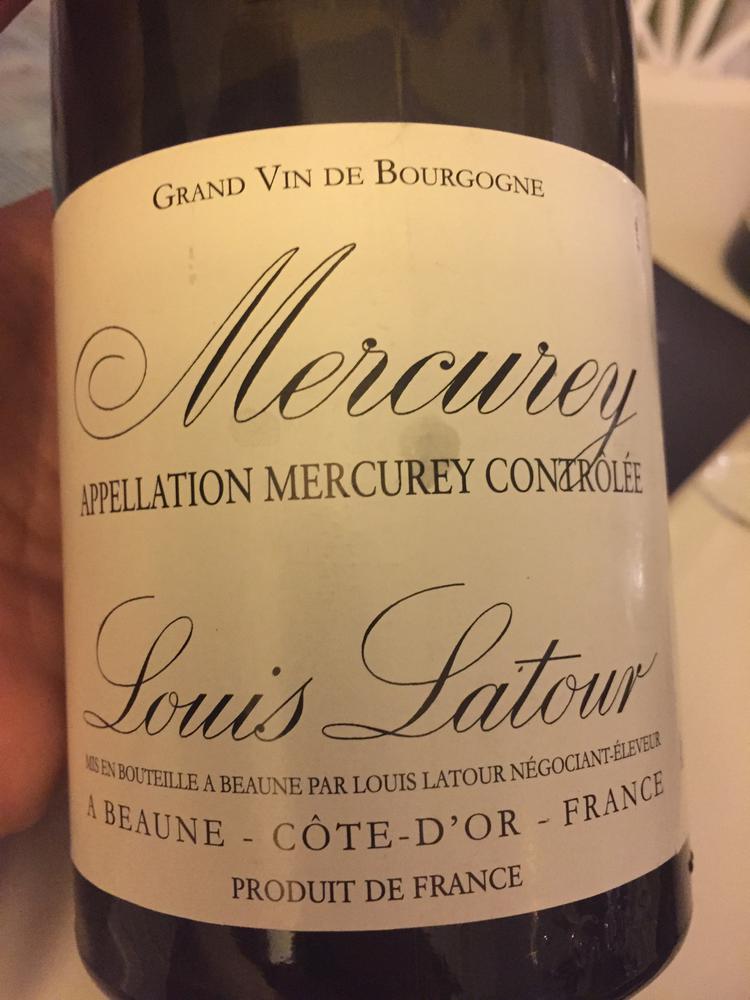 GRAND VIN DE BOURGOGNE
Mercurey
APPELLATION MERCUREY CONTRÔLÉE
Louis Latour
MIS EN BOUTEILLE A BEAUNE PAR LOUIS LATOUR NÉGOCIANT-ÉLEVEUR
A BEAUNE - CÔTE-D'OR - FRANCE
PRODUIT DE FRANCE